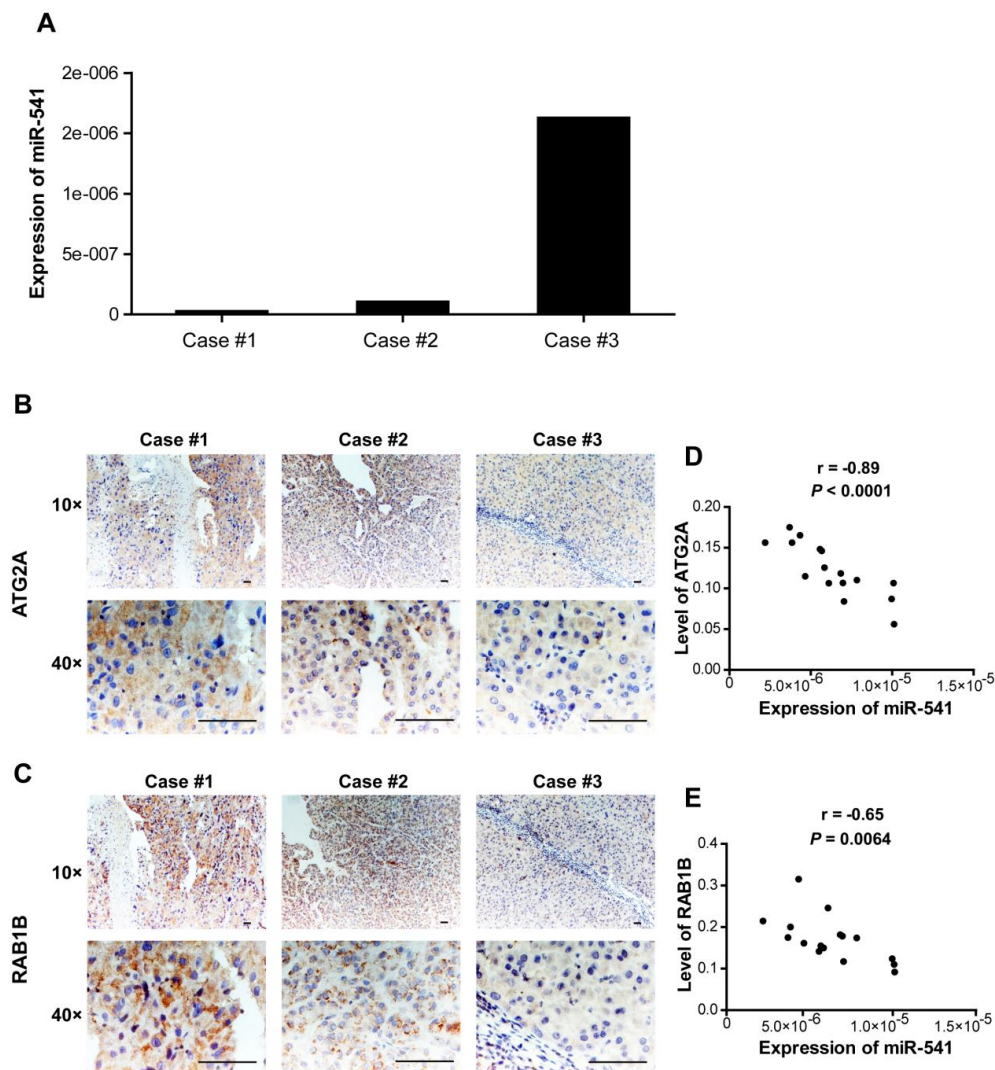 A
Expression of miR-541
2e-006
2e-006
1e-006
5e-007
0
Case #1 Case #2 Case #3
B
Case #1 Case #2 Case #3
ATG2A
10×
40×
D
r = -0.89
P < 0.0001
Level of ATG2A
0.20
0.15
0.10
0.05
0.00
0 5.0×10-6 1.0×10-5 1.5×10-5
Expression of miR-541
C
Case #1 Case #2 Case #3
RAB1B
10×
40×
E
r = -0.65
P = 0.0064
Level of RAB1B
0.4
0.3
0.2
0.1
0.0
0 5.0×10-6 1.0×10-5 1.5×10-5
Expression of miR-541